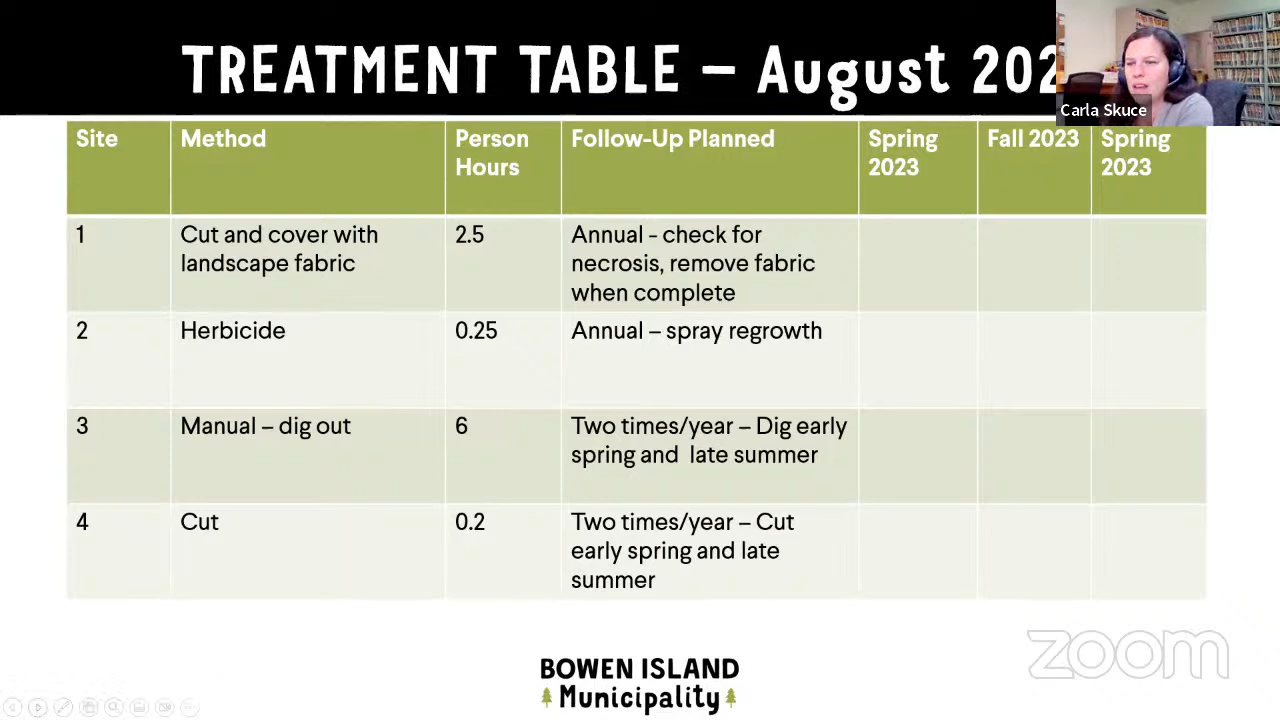 TREATMENT TABLE – August 202
Carla Skuce
Site Method Person Hours Follow-Up Planned Spring 2023 Fall 2023 Spring 2023
1 Cut and cover with landscape fabric 2.5 Annual - check for necrosis, remove fabric when complete
2 Herbicide 0.25 Annual – spray regrowth
3 Manual – dig out 6 Two times/year – Dig early spring and late summer
4 Cut 0.2 Two times/year – Cut early spring and late summer
zoom
BOWEN ISLAND
Municipality